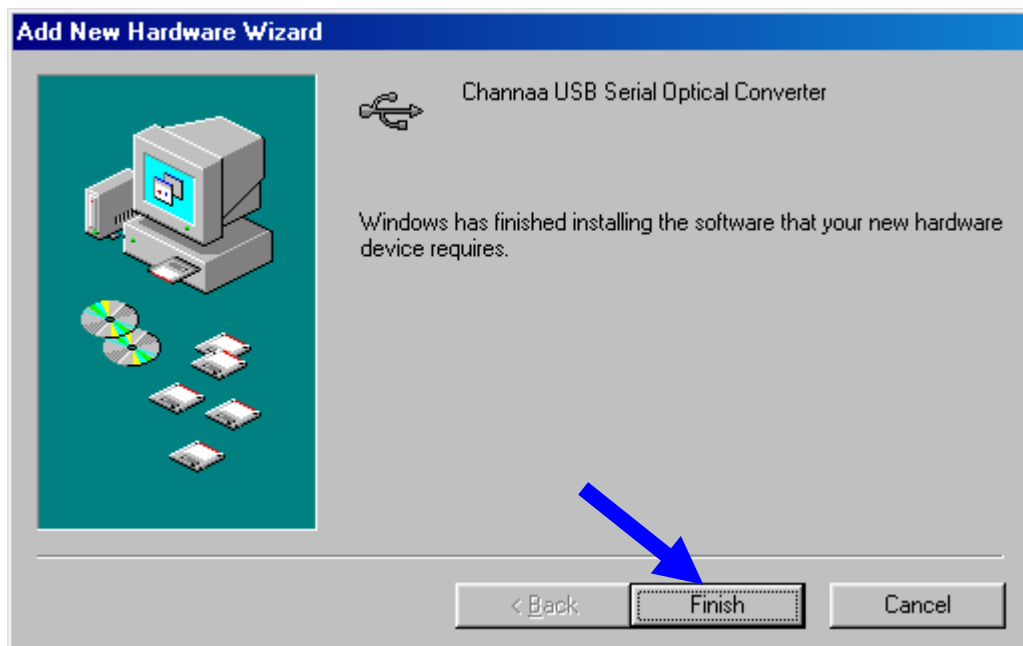 Add New Hardware Wizard
Channaa USB Serial Optical Converter
Windows has finished installing the software that your new hardware
device requires.
< Back
Finish
Cancel